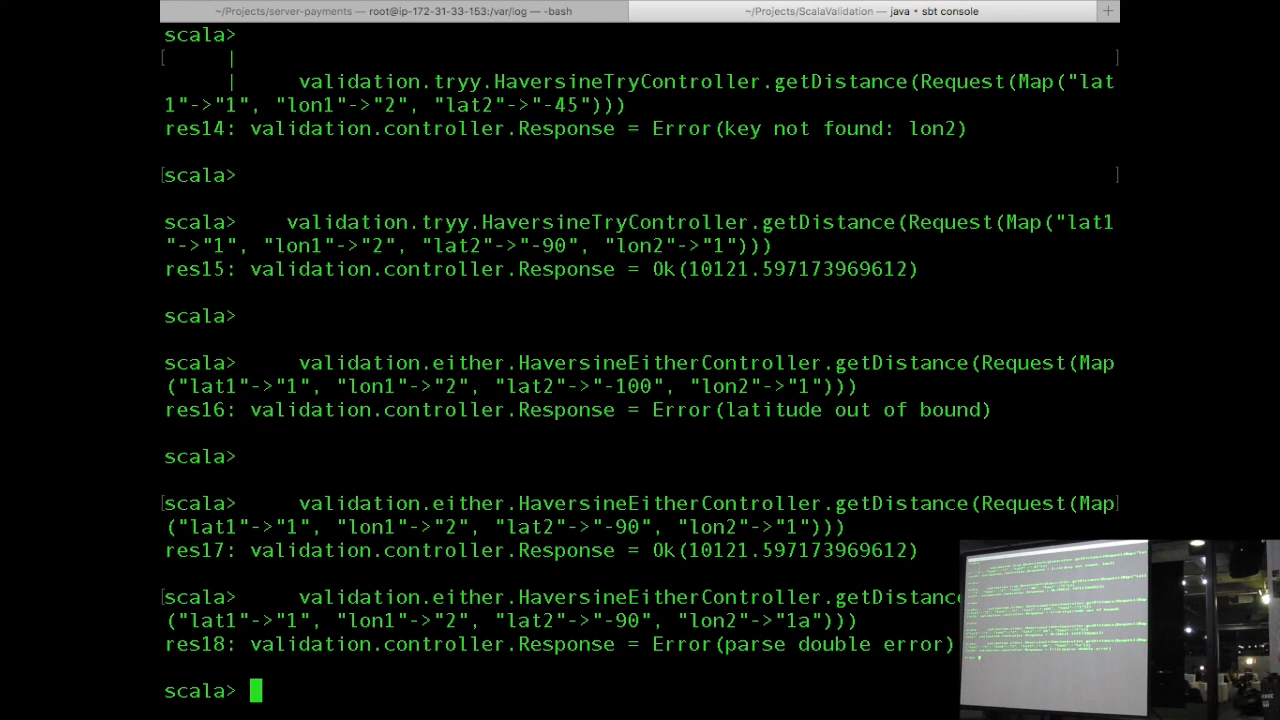 ~/Projects/server-payments — root@ip-172-31-33-153:/var/log — -bash
~/Projects/ScalaValidation — java • sbt console
+
scala>
[     |     ]
|     validation.tryy.HaversineTryController.getDistance(Request(Map("lat
1"->"1", "lon1"->"2", "lat2"->"-45")))
res14: validation.controller.Response = Error(key not found: lon2)
[scala>     ]
scala>    validation.tryy.HaversineTryController.getDistance(Request(Map("lat1
"->"1", "lon1"->"2", "lat2"->"-90", "lon2"->"1")))
res15: validation.controller.Response = Ok(10121.597173969612)
scala>
scala>     validation.either.HaversineEitherController.getDistance(Request(Map
("lat1"->"1", "lon1"->"2", "lat2"->"-100", "lon2"->"1")))
res16: validation.controller.Response = Error(latitude out of bound)
scala>
[scala>     validation.either.HaversineEitherController.getDistance(Request(Map]
("lat1"->"1", "lon1"->"2", "lat2"->"-90", "lon2"->"1")))
res17: validation.controller.Response = Ok(10121.597173969612)
[scala>     validation.either.HaversineEitherController.getDistanc
("lat1"->"1", "lon1"->"2", "lat2"->"-90", "lon2"->"1a")))
res18: validation.controller.Response = Error(parse double error)
scala>